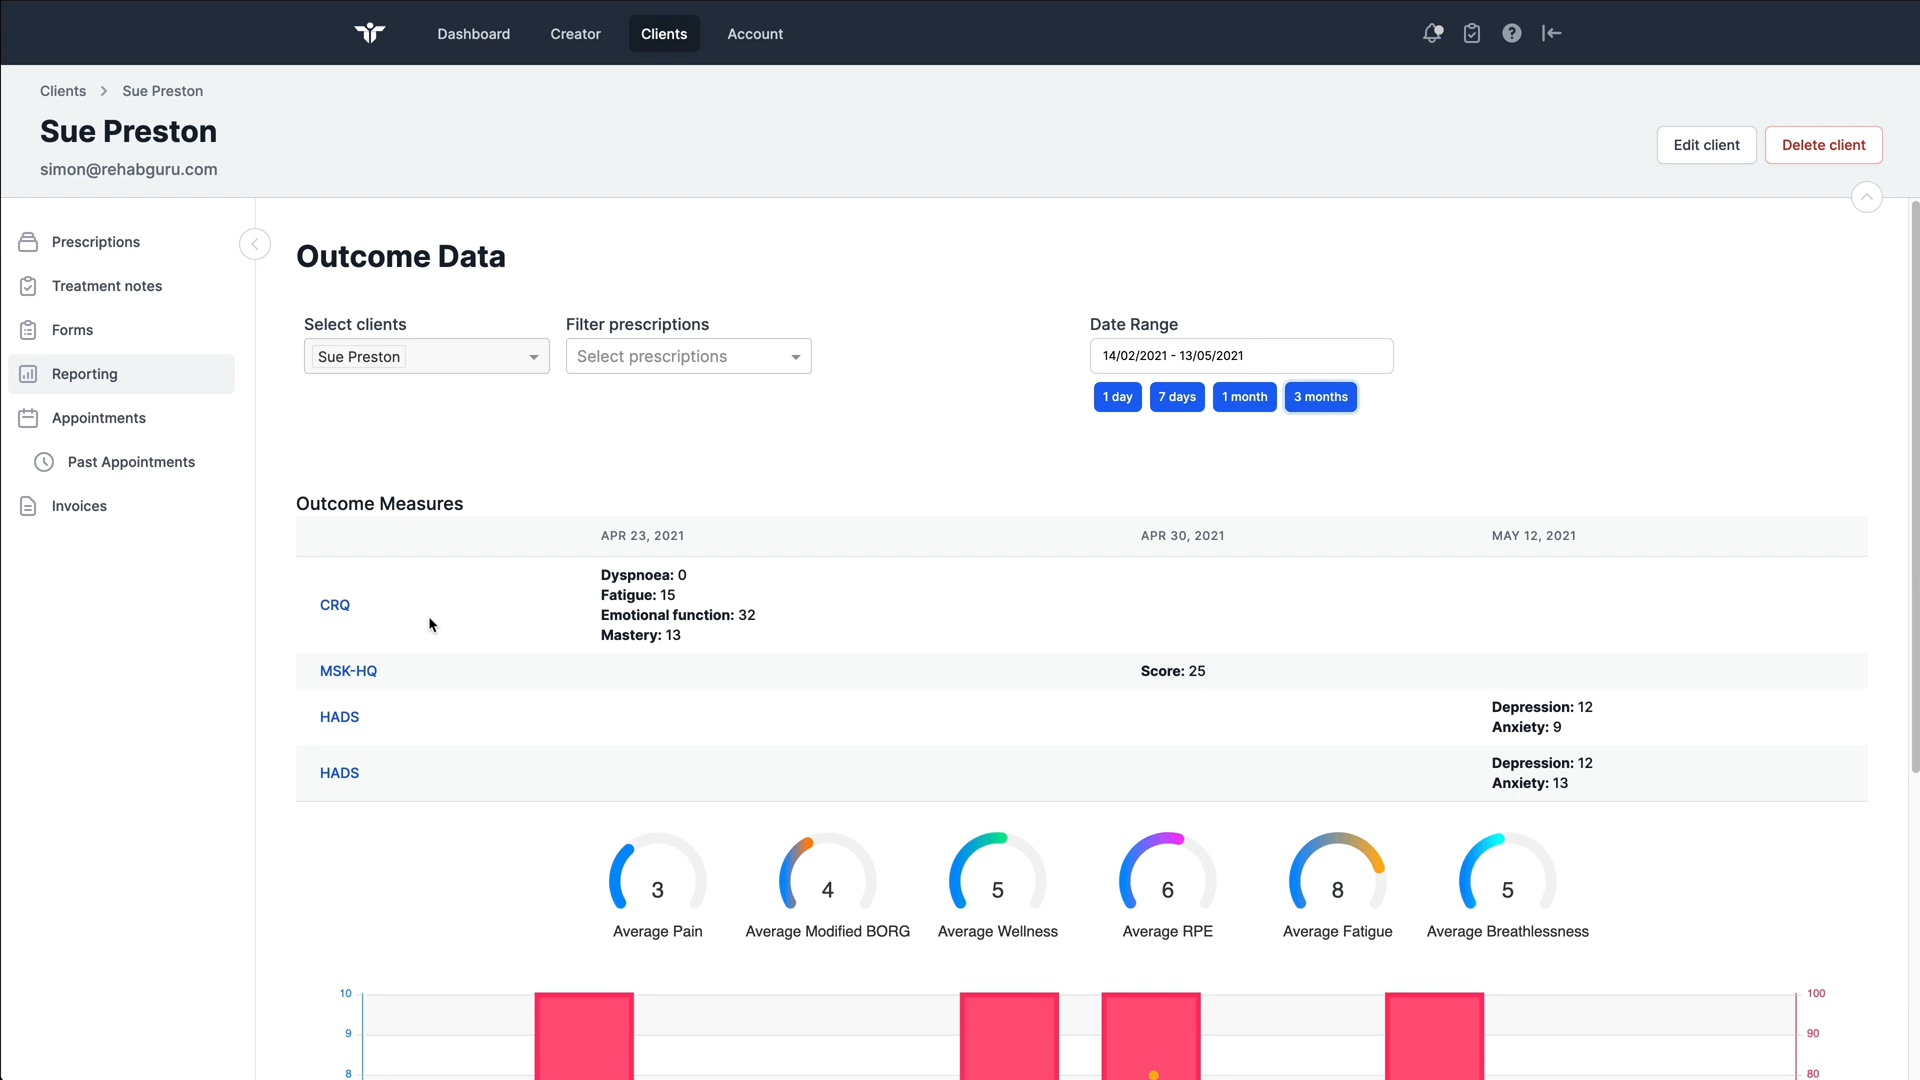 Dashboard
Creator
Clients
Account
Clients > Sue Preston
Sue Preston
simon@rehabguru.com
Edit client
Delete client
Prescriptions
Treatment notes
Forms
Reporting
Appointments
Past Appointments
Invoices
Outcome Data
Select clients
Filter prescriptions
Date Range
Sue Preston
Select prescriptions
14/02/2021 - 13/05/2021
1 day
7 days
1 month
3 months
Outcome Measures
APR 23, 2021
APR 30, 2021
MAY 12, 2021
CRQ
Dyspnoea: 0
Fatigue: 15
Emotional function: 32
Mastery: 13
MSK-HQ
Score: 25
HADS
Depression: 12
Anxiety: 9
HADS
Depression: 12
Anxiety: 13
3
4
5
6
8
5
Average Pain
Average Modified BORG
Average Wellness
Average RPE
Average Fatigue
Average Breathlessness
10
100
9
90
8
80